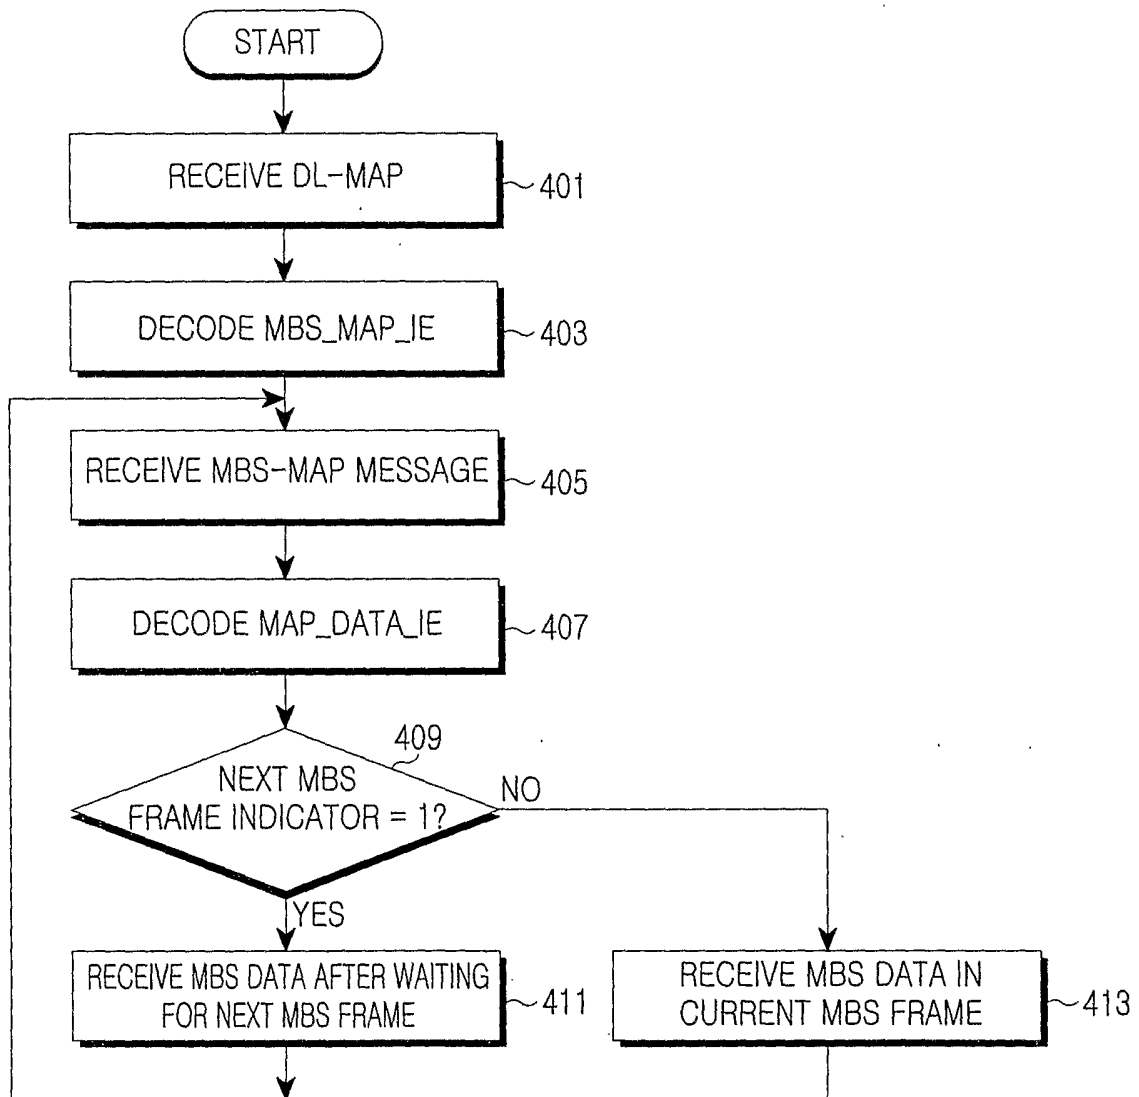 START
RECEIVE DL-MAP
401
DECODE MBS_MAP_IE
403
RECEIVE MBS-MAP MESSAGE
405
DECODE MAP_DATA_IE
407
409
NEXT MBS
FRAME INDICATOR = 1?
NO
YES
RECEIVE MBS DATA AFTER WAITING
FOR NEXT MBS FRAME
411
RECEIVE MBS DATA IN
CURRENT MBS FRAME
413